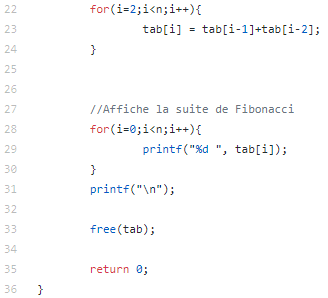 22 for(i=2;i<n;i++){
23 tab[i] = tab[i-1]+tab[i-2];
24 }
25
26
27 //Affiche la suite de Fibonacci
28 for(i=0;i<n;i++){
29 printf("%d ", tab[i]);
30 }
31 printf("\n");
32
33 free(tab);
34
35 return 0;
36 }